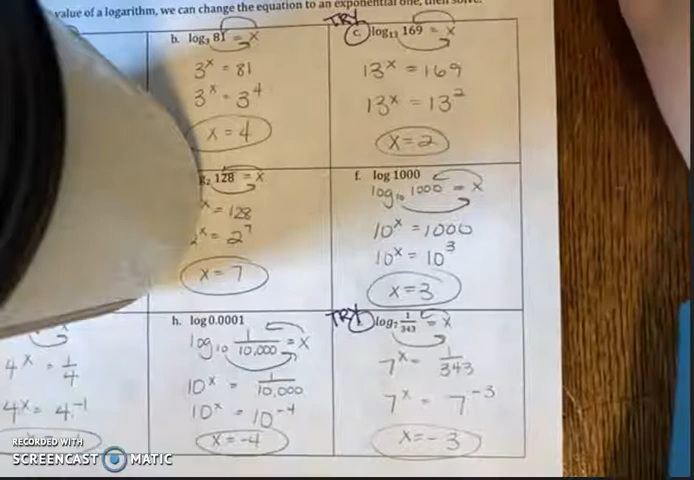 value of a logarithm, we can change the equation to an exponential one, then solve.
b. log₃ 81 = x
3ˣ = 81
3ˣ = 3⁴
x = 4
TRY
c. log₁₃ 169 = x
13ˣ = 169
13ˣ = 13²
x = 2
128 = x
x = 128
2ˣ = 2⁷
x = 7
f. log 1000
log₁₀ 1000 = x
10ˣ = 1000
10ˣ = 10³
x = 3
4ˣ = 1/4
4ˣ = 4⁻¹
h. log 0.0001
log₁₀ 1/10,000 = x
10ˣ = 1/10,000
10ˣ = 10⁻⁴
x = -4
TRY
log₇ 1/343 = x
7ˣ = 1/343
7ˣ = 7⁻³
x = -3
RECORDED WITH
SCREENCAST MATIC